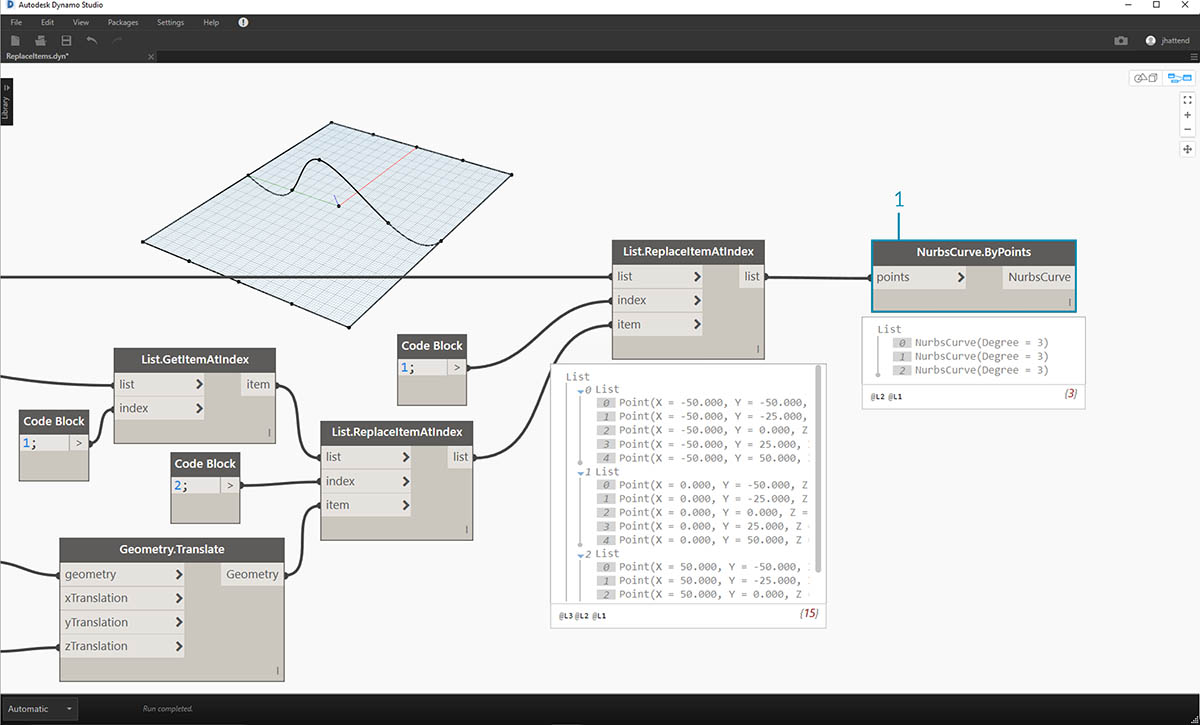 Autodesk Dynamo Studio
File Edit View Packages Settings Help
jhattend
ReplaceItems.dyn*
Library
1
List.ReplaceItemAtIndex
list > list
index >
item >
NurbsCurve.ByPoints
points > NurbsCurve
List
0 NurbsCurve(Degree = 3)
1 NurbsCurve(Degree = 3)
2 NurbsCurve(Degree = 3)
@L2 @L1 {3}
Code Block
1; >
List.GetItemAtIndex
list > item
index >
Code Block
1; >
List.ReplaceItemAtIndex
list > list
index >
item >
Code Block
2; >
Geometry.Translate
geometry > Geometry
xTranslation >
yTranslation >
zTranslation >
List
0 List
0 Point(X = -50.000, Y = -50.000,
1 Point(X = -50.000, Y = -25.000,
2 Point(X = -50.000, Y = 0.000, Z
3 Point(X = -50.000, Y = 25.000,
4 Point(X = -50.000, Y = 50.000,
1 List
0 Point(X = 0.000, Y = -50.000, Z
1 Point(X = 0.000, Y = -25.000, Z
2 Point(X = 0.000, Y = 0.000, Z =
3 Point(X = 0.000, Y = 25.000, Z
4 Point(X = 0.000, Y = 50.000, Z
2 List
0 Point(X = 50.000, Y = -50.000,
1 Point(X = 50.000, Y = -25.000,
2 Point(X = 50.000, Y = 0.000, Z
@L3 @L2 @L1 {15}
Automatic Run completed.